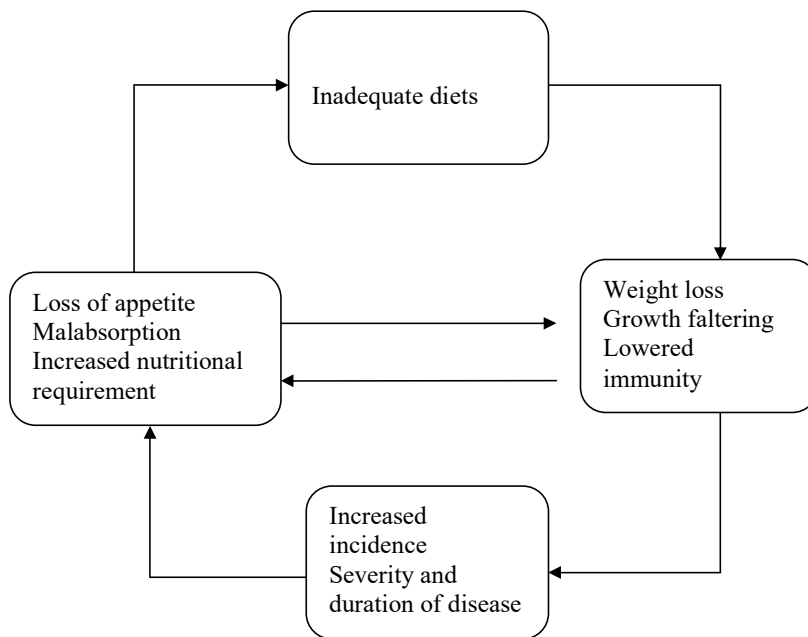 Inadequate diets
Loss of appetite
Malabsorption
Increased nutritional
requirement
Weight loss
Growth faltering
Lowered
immunity
Increased
incidence
Severity and
duration of disease